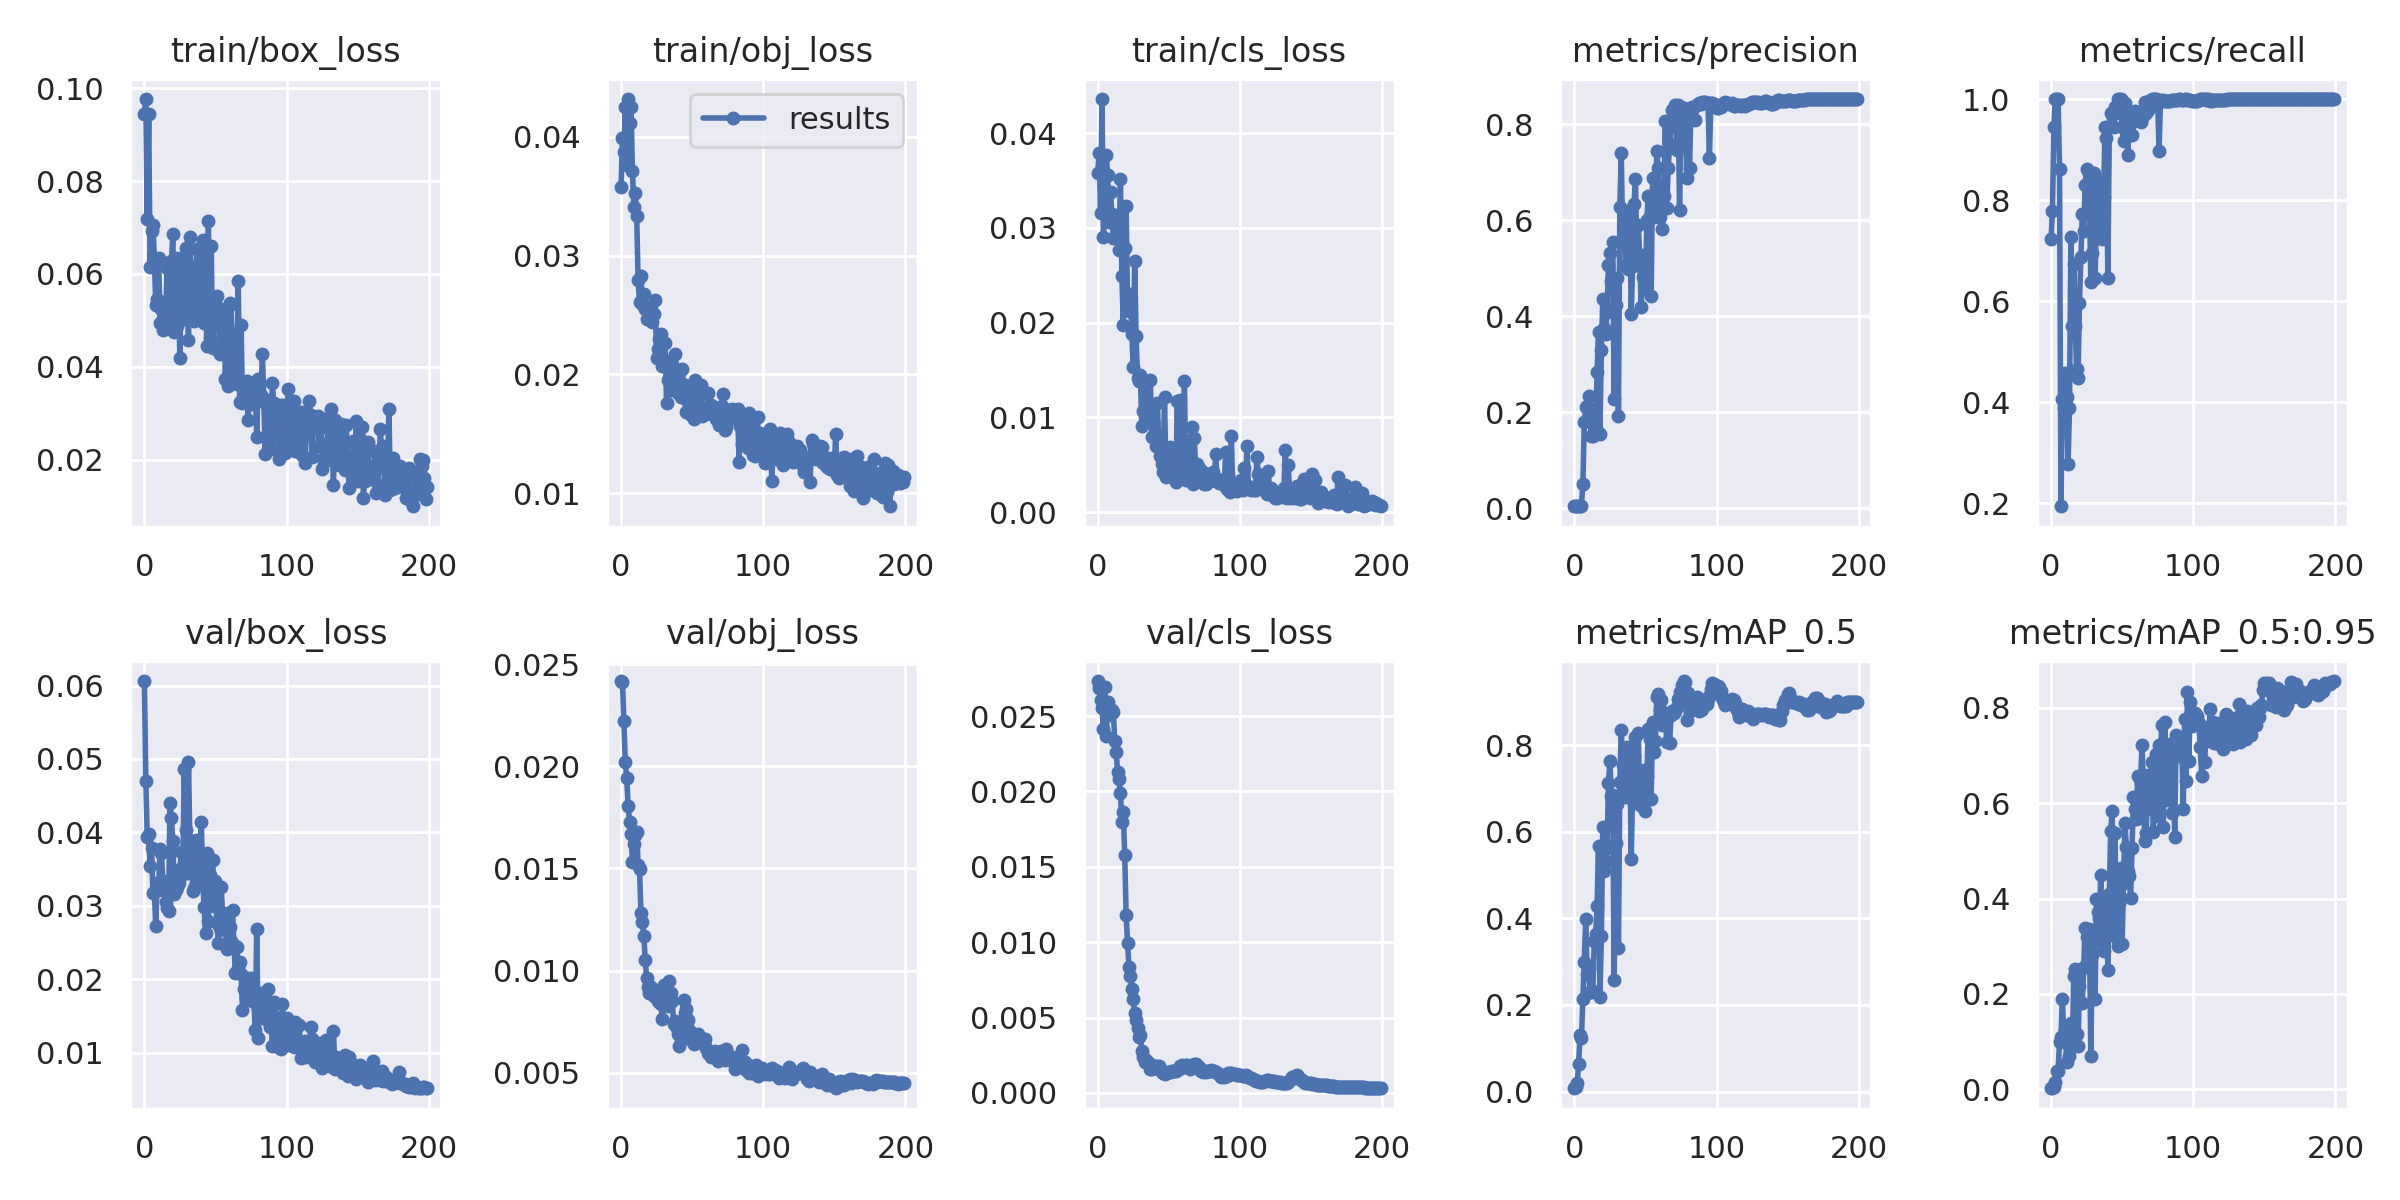 train/box_loss
0.10
0.08
0.06
0.04
0.02
0 100 200
train/obj_loss
results
0.04
0.03
0.02
0.01
0 100 200
train/cls_loss
0.04
0.03
0.02
0.01
0.00
0 100 200
metrics/precision
0.8
0.6
0.4
0.2
0.0
0 100 200
metrics/recall
1.0
0.8
0.6
0.4
0.2
0 100 200
val/box_loss
0.06
0.05
0.04
0.03
0.02
0.01
0 100 200
val/obj_loss
0.025
0.020
0.015
0.010
0.005
0 100 200
val/cls_loss
0.025
0.020
0.015
0.010
0.005
0.000
0 100 200
metrics/mAP_0.5
0.8
0.6
0.4
0.2
0.0
0 100 200
metrics/mAP_0.5:0.95
0.8
0.6
0.4
0.2
0.0
0 100 200